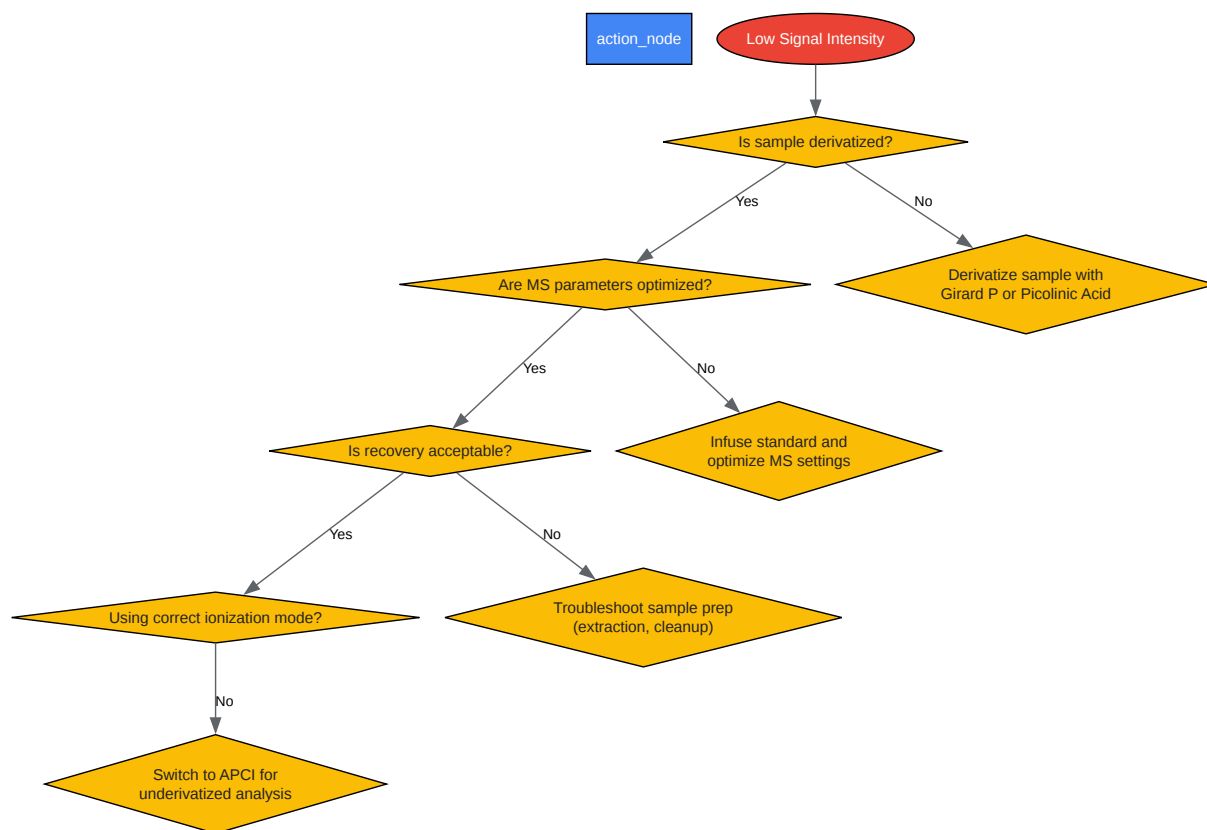 action_node
Low Signal Intensity
Is sample derivatized?
Yes
No
Are MS parameters optimized?
Derivatize sample with
Girard P or Picolinic Acid
Yes
No
Is recovery acceptable?
Infuse standard and
optimize MS settings
Yes
No
Using correct ionization mode?
Troubleshoot sample prep
(extraction, cleanup)
No
Switch to APCI for
underivatized analysis